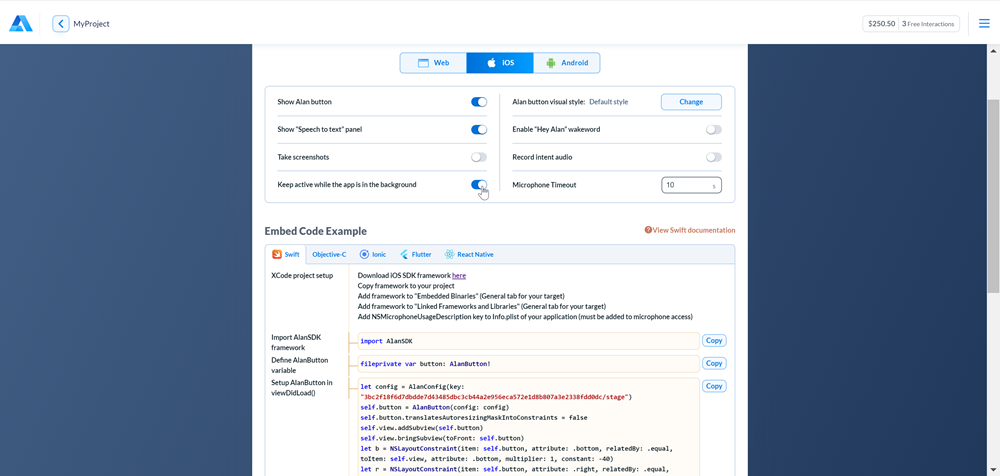 MyProject
$250.50 3 Free Interactions
Web iOS Android
Show Alan button
Show "Speech to text" panel
Take screenshots
Keep active while the app is in the background
Alan button visual style: Default style Change
Enable "Hey Alan" wakeword
Record intent audio
Microphone Timeout 10 s
Embed Code Example
View Swift documentation
Swift Objective-C Ionic Flutter React Native
XCode project setup
Download iOS SDK framework here
Copy framework to your project
Add framework to "Embedded Binaries" (General tab for your target)
Add framework to "Linked Frameworks and Libraries" (General tab for your target)
Add NSMicrophoneUsageDescription key to Info.plist of your application (must be added to microphone access)
Import AlanSDK
framework
import AlanSDK
Copy
Define AlanButton
variable
fileprivate var button: AlanButton!
Copy
Setup AlanButton in
viewDidLoad()
let config = AlanConfig(key:
"3bc2f18f6d7dbdde7d43485dbc3cb44a2e956eca572e1d8b807a3e2338fdd0dc/stage")
self.button = AlanButton(config: config)
self.button.translatesAutoresizingMaskIntoConstraints = false
self.view.addSubview(self.button)
self.view.bringSubview(toFront: self.button)
let b = NSLayoutConstraint(item: self.button, attribute: .bottom, relatedBy: .equal,
toItem: self.view, attribute: .bottom, multiplier: 1, constant: -40)
let r = NSLayoutConstraint(item: self.button, attribute: .right, relatedBy: .equal,
Copy